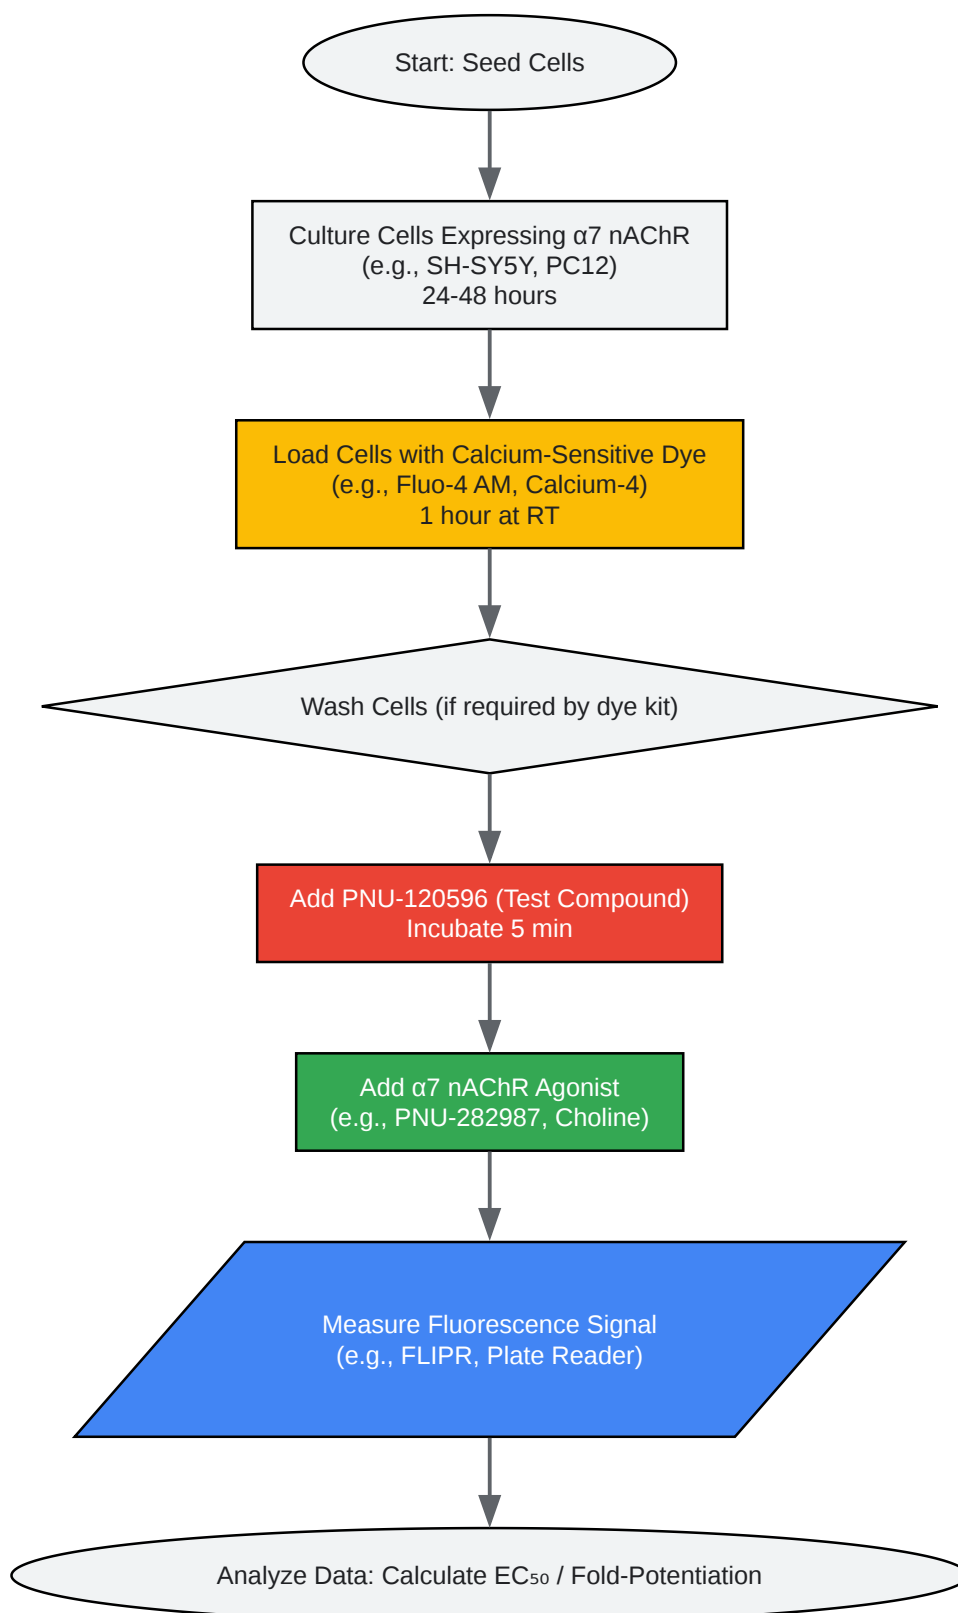 Start: Seed Cells
Culture Cells Expressing α7 nAChR
(e.g., SH-SY5Y, PC12)
24-48 hours
Load Cells with Calcium-Sensitive Dye
(e.g., Fluo-4 AM, Calcium-4)
1 hour at RT
Wash Cells (if required by dye kit)
Add PNU-120596 (Test Compound)
Incubate 5 min
Add α7 nAChR Agonist
(e.g., PNU-282987, Choline)
Measure Fluorescence Signal
(e.g., FLIPR, Plate Reader)
Analyze Data: Calculate EC₅₀ / Fold-Potentiation